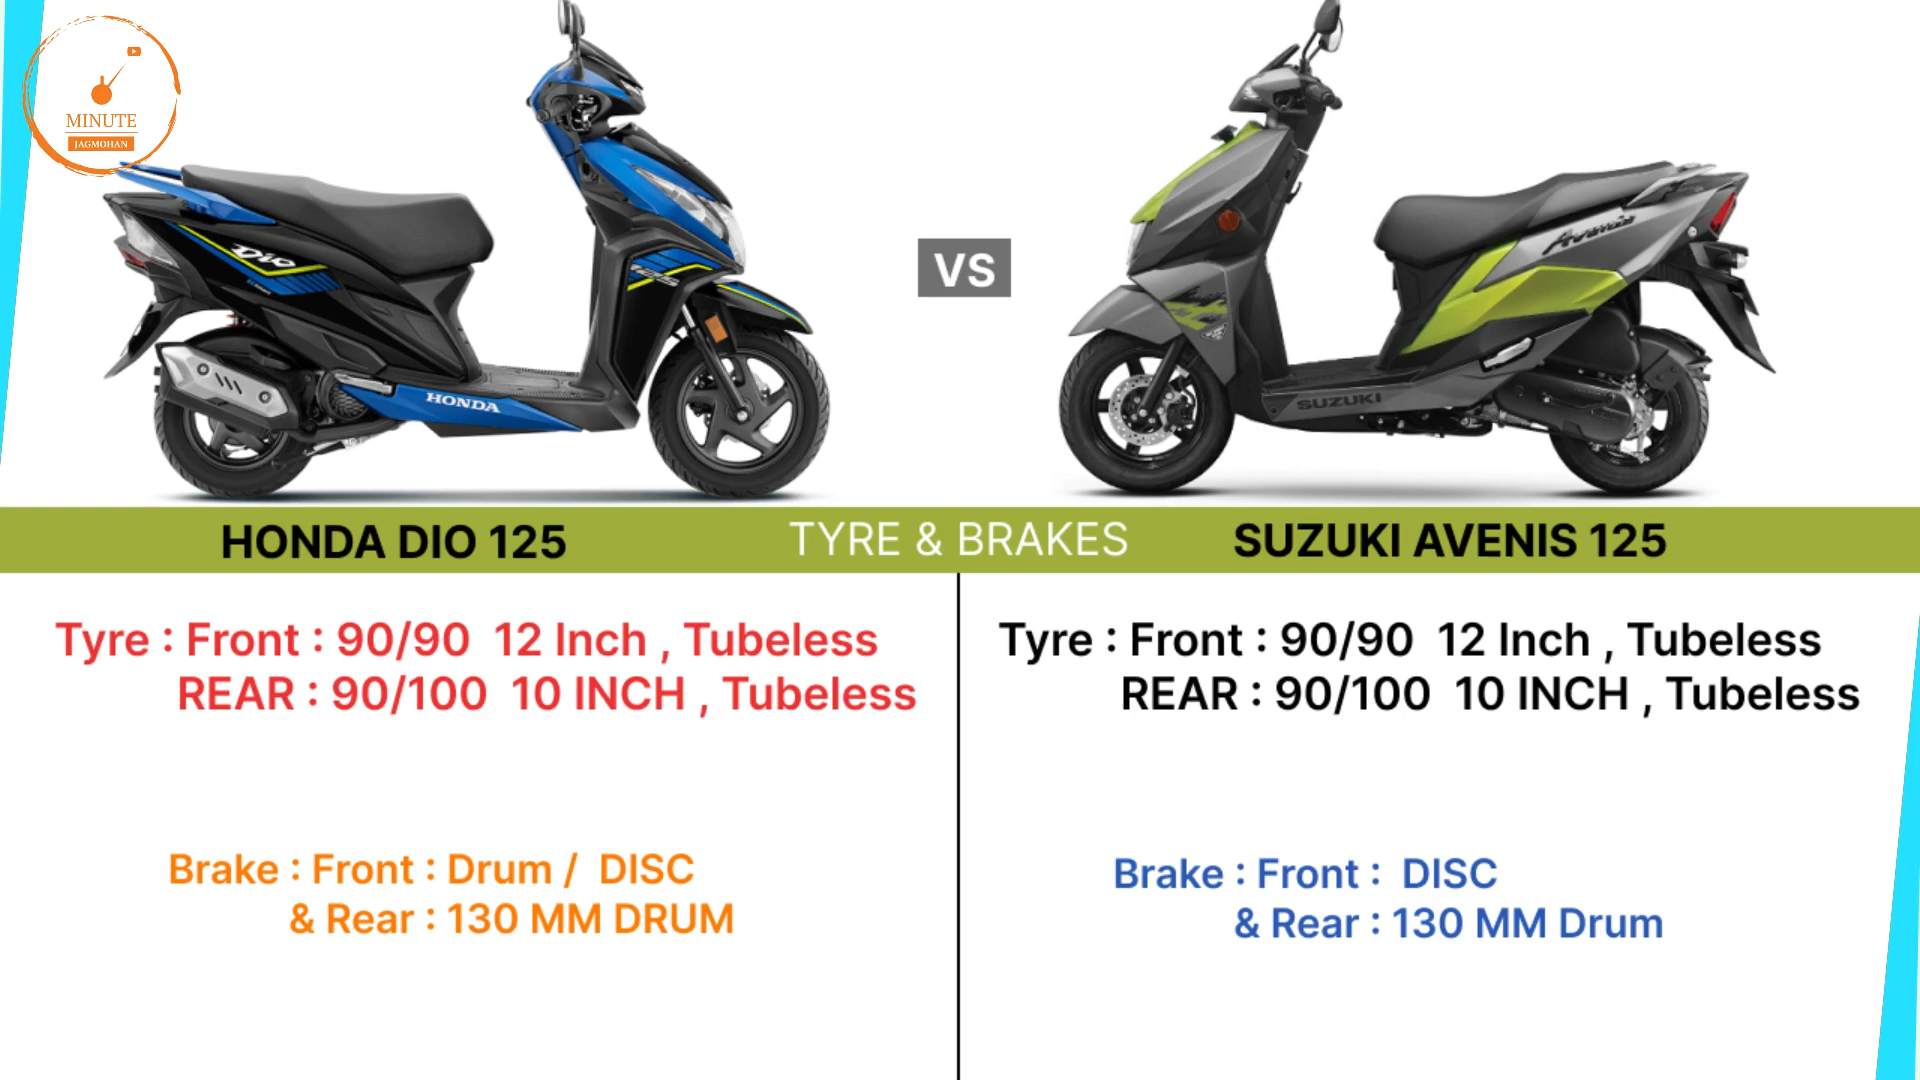 MINUTE
JAGMOHAN
Dio
125
HONDA
VS
Avenis
SUZUKI
HONDA DIO 125
TYRE & BRAKES
SUZUKI AVENIS 125
Tyre : Front : 90/90 12 Inch , Tubeless
REAR : 90/100 10 INCH , Tubeless
Brake : Front : Drum / DISC
& Rear : 130 MM DRUM
Tyre : Front : 90/90 12 Inch , Tubeless
REAR : 90/100 10 INCH , Tubeless
Brake : Front : DISC
& Rear : 130 MM Drum